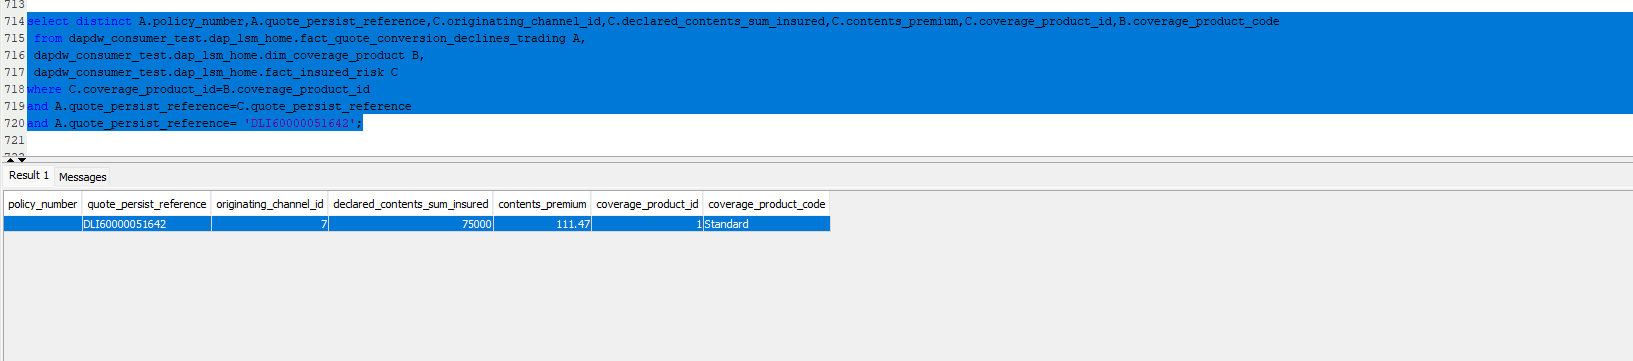 713
714 select distinct A.policy_number,A.quote_persist_reference,C.originating_channel_id,C.declared_contents_sum_insured,C.contents_premium,C.coverage_product_id,B.coverage_product_code
715 from dapdw_consumer_test.dap_lsm_home.fact_quote_conversion_declines_trading A,
716 dapdw_consumer_test.dap_lsm_home.dim_coverage_product B,
717 dapdw_consumer_test.dap_lsm_home.fact_insured_risk C
718 where C.coverage_product_id=B.coverage_product_id
719 and A.quote_persist_reference=C.quote_persist_reference
720 and A.quote_persist_reference= 'DLI60000051642';
721
Result 1 Messages
policy_number quote_persist_reference originating_channel_id declared_contents_sum_insured contents_premium coverage_product_id coverage_product_code
DLI60000051642 7 75000 111.47 1 Standard